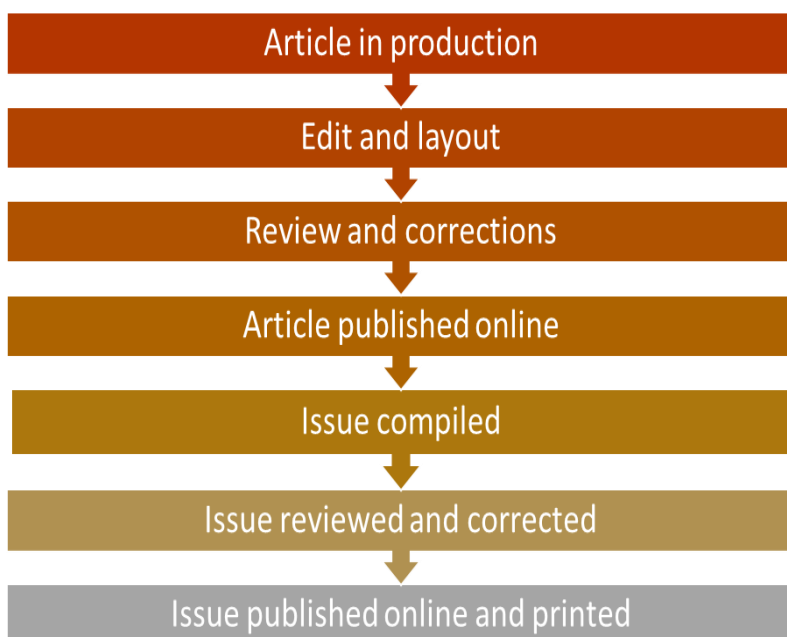 Article in production
Edit and layout
Review and corrections
Article published online
Issue compiled
Issue reviewed and corrected
Issue published online and printed